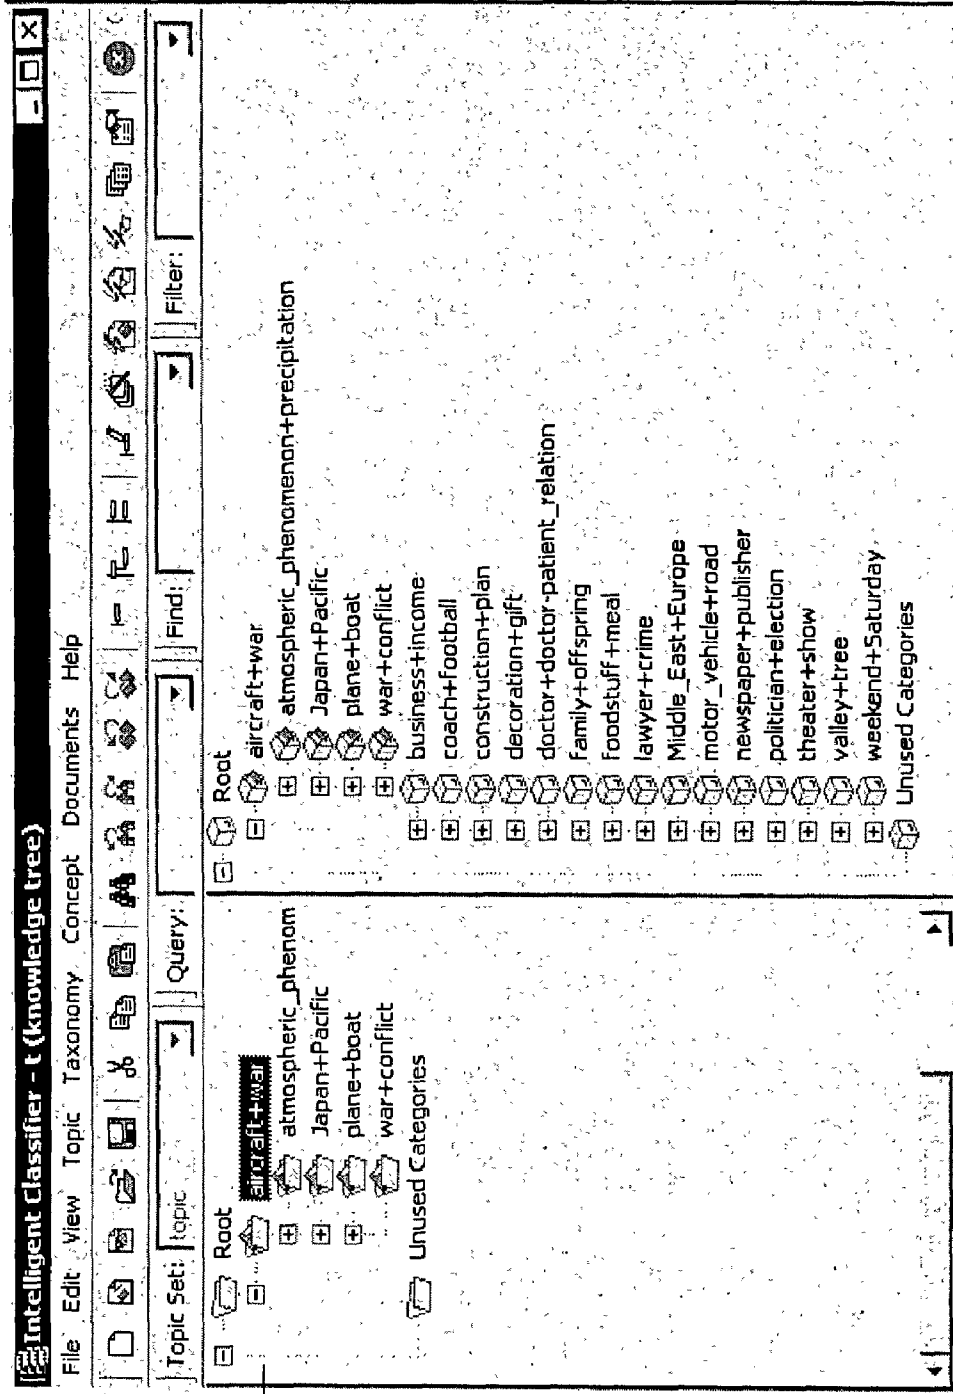 Intelligent Classifier - t (knowledge tree)
File Edit View Topic Taxonomy Concept Documents Help
Topic Set: topic Query: Find: Filter:
Root
aircraft+war
atmospheric_phenom
Japan+Pacific
plane+boat
war+conflict
Unused Categories
Root
aircraft+war
atmospheric_phenomenon+precipitation
Japan+Pacific
plane+boat
war+conflict
business+income
coach+football
construction+plan
decoration+gift
doctor+doctor-patient_relation
family+offspring
foodstuff+meal
lawyer+crime
Middle_East+Europe
motor_vehicle+road
newspaper+publisher
politician+election
theater+show
valley+tree
weekend+Saturday
Unused Categories